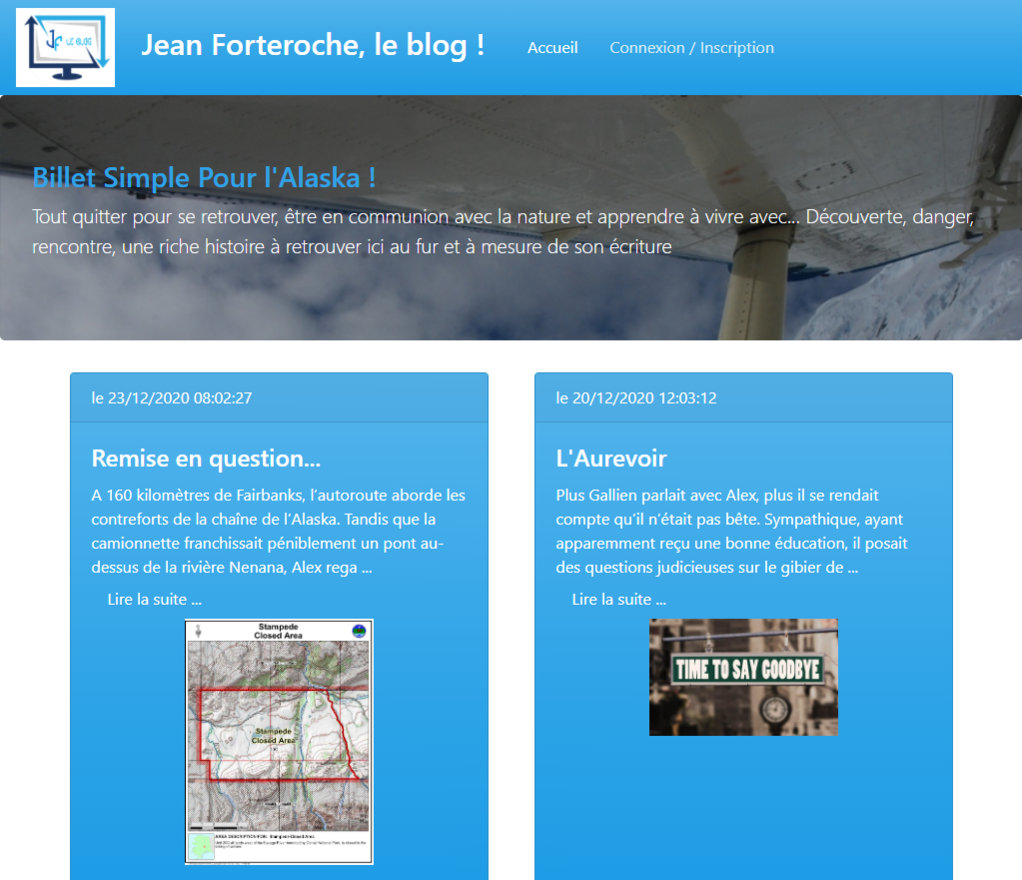 JF LE BLOG
Jean Forteroche, le blog !
Accueil
Connexion / Inscription
Billet Simple Pour l'Alaska !
Tout quitter pour se retrouver, être en communion avec la nature et apprendre à vivre avec... Découverte, danger,
rencontre, une riche histoire à retrouver ici au fur et à mesure de son écriture
le 23/12/2020 08:02:27
Remise en question...
A 160 kilomètres de Fairbanks, l’autoroute aborde les
contreforts de la chaîne de l’Alaska. Tandis que la
camionnette franchissait péniblement un pont au-
dessus de la rivière Nenana, Alex rega ...
Lire la suite ...
Stampede
Closed Area
Stampede
Closed Area
le 20/12/2020 12:03:12
L'Aurevoir
Plus Gallien parlait avec Alex, plus il se rendait
compte qu’il n’était pas bête. Sympathique, ayant
apparemment reçu une bonne éducation, il posait
des questions judicieuses sur le gibier de ...
Lire la suite ...
TIME TO SAY GOODBYE